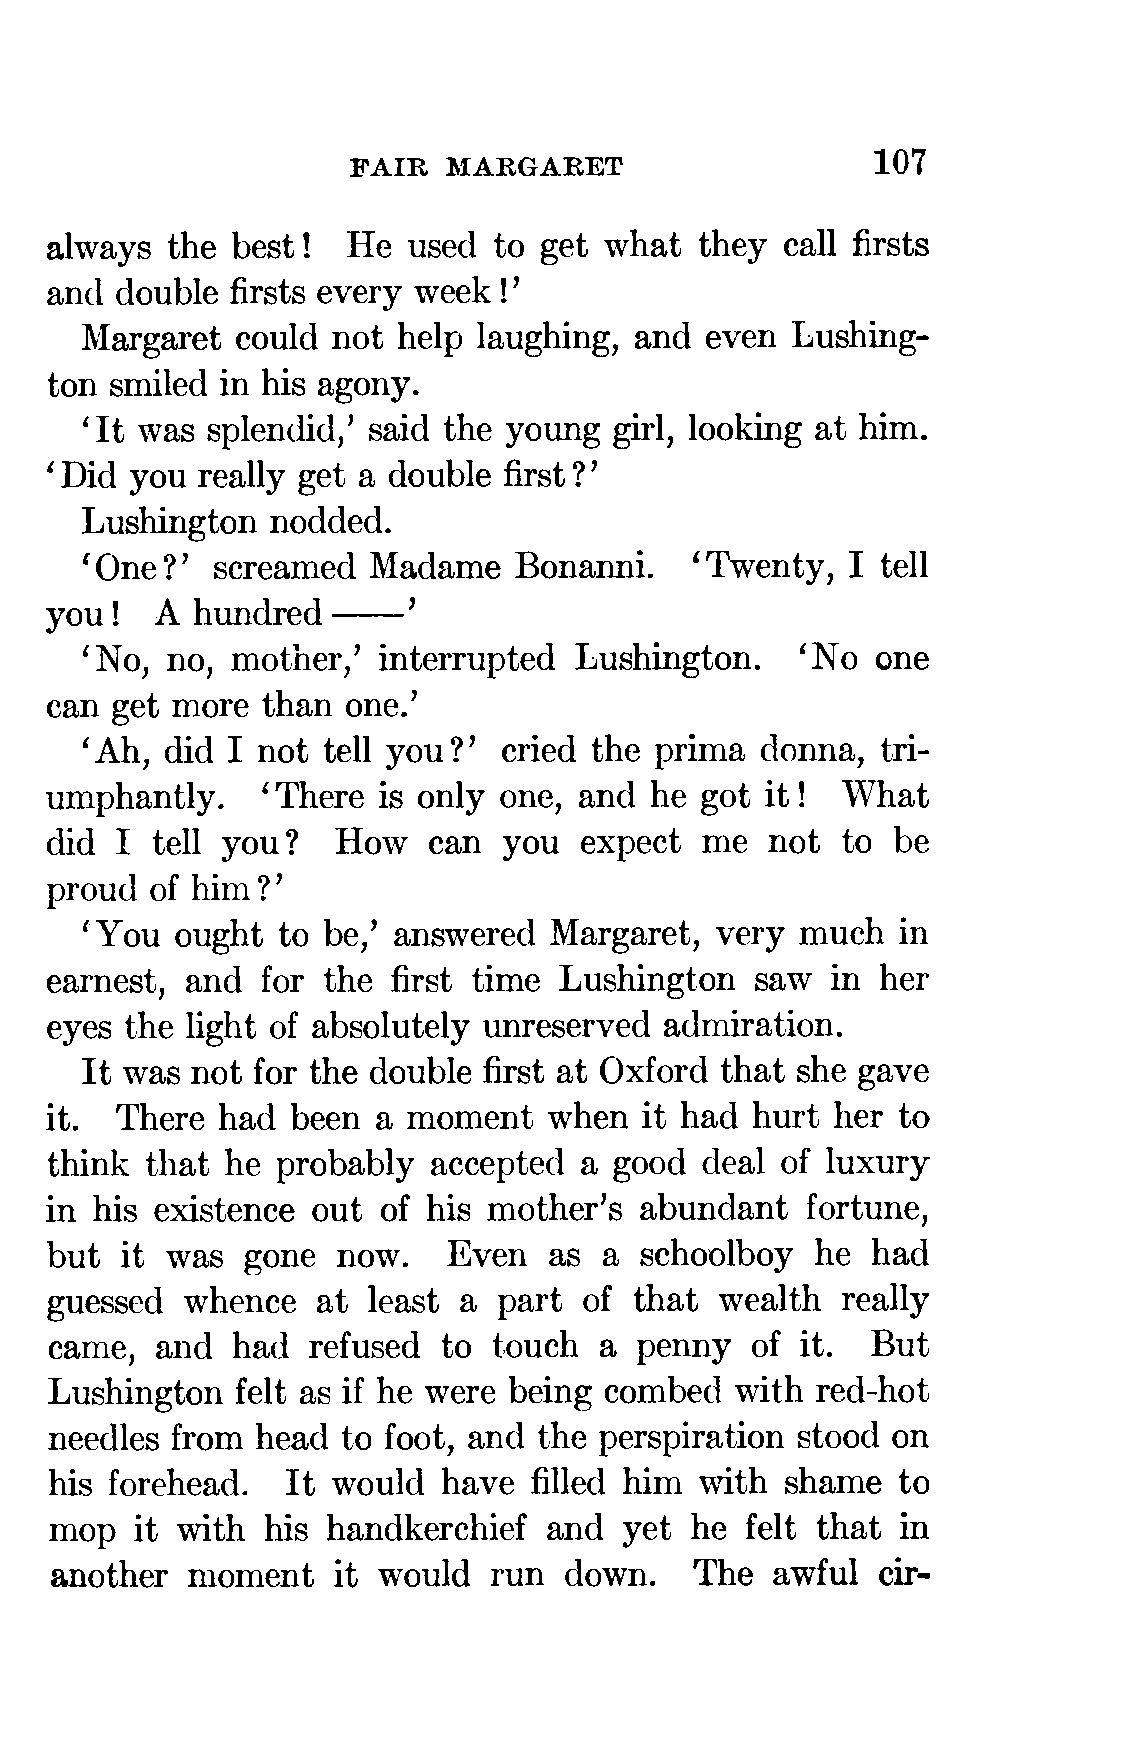 FAIR MARGARET 107
always the best! He used to get what they call firsts
and double firsts every week!'
Margaret could not help laughing, and even Lushing-
ton smiled in his agony.
'It was splendid,' said the young girl, looking at him.
'Did you really get a double first?'
Lushington nodded.
'One?' screamed Madame Bonanni. 'Twenty, I tell
you! A hundred ——'
'No, no, mother,' interrupted Lushington. 'No one
can get more than one.'
'Ah, did I not tell you?' cried the prima donna, tri-
umphantly. 'There is only one, and he got it! What
did I tell you? How can you expect me not to be
proud of him?'
'You ought to be,' answered Margaret, very much in
earnest, and for the first time Lushington saw in her
eyes the light of absolutely unreserved admiration.
It was not for the double first at Oxford that she gave
it. There had been a moment when it had hurt her to
think that he probably accepted a good deal of luxury
in his existence out of his mother's abundant fortune,
but it was gone now. Even as a schoolboy he had
guessed whence at least a part of that wealth really
came, and had refused to touch a penny of it. But
Lushington felt as if he were being combed with red-hot
needles from head to foot, and the perspiration stood on
his forehead. It would have filled him with shame to
mop it with his handkerchief and yet he felt that in
another moment it would run down. The awful cir-